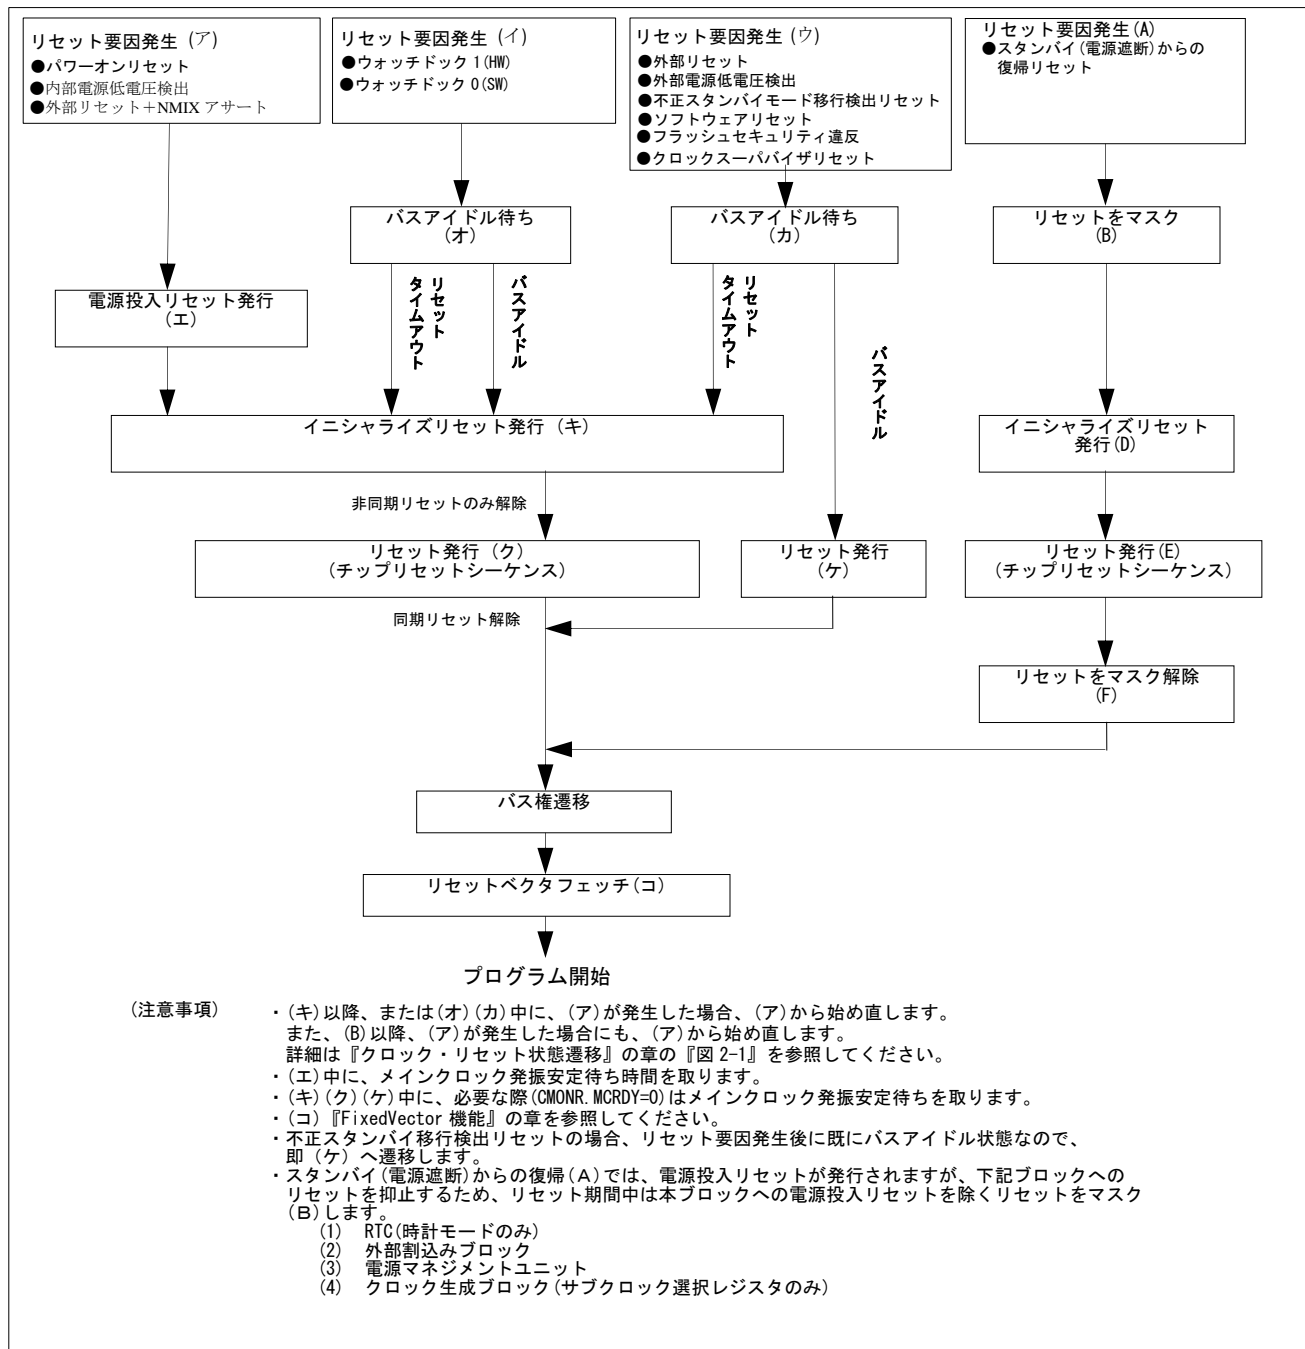 リセット要因発生 (ア)
●パワーオンリセット
●内部電源低電圧検出
●外部リセット＋NMIX アサート
リセット要因発生 (イ)
●ウォッチドック 1(HW)
●ウォッチドック 0(SW)
リセット要因発生 (ウ)
●外部リセット
●外部電源低電圧検出
●不正スタンバイモード移行検出リセット
●ソフトウェアリセット
●フラッシュセキュリティ違反
●クロックスーパバイザリセット
リセット要因発生(A)
●スタンバイ(電源遮断)からの
復帰リセット
バスアイドル待ち
(オ)
バスアイドル待ち
(カ)
リセットをマスク
(B)
電源投入リセット発行
(エ)
リセット
タイムアウト
バスアイドル
リセット
タイムアウト
バスアイドル
イニシャライズリセット発行 (キ)
イニシャライズリセット
発行(D)
非同期リセットのみ解除
リセット発行 (ク)
(チップリセットシーケンス)
リセット発行
(ケ)
リセット発行(E)
(チップリセットシーケンス)
同期リセット解除
リセットをマスク解除
(F)
バス権遷移
リセットベクタフェッチ(コ)
プログラム開始
(注意事項)
・(キ)以降、または(オ)(カ)中に、(ア)が発生した場合、(ア)から始め直します。
また、(B)以降、(ア)が発生した場合にも、(ア)から始め直します。
詳細は『クロック・リセット状態遷移』の章の『図 2-1』を参照してください。
・(エ)中に、メインクロック発振安定待ち時間を取ります。
・(キ)(ク)(ケ)中に、必要な際(CMONR.MCRDY=0)はメインクロック発振安定待ちを取ります。
・(コ)『FixedVector 機能』の章を参照してください。
・不正スタンバイ移行検出リセットの場合、リセット要因発生後に既にバスアイドル状態なので、
即（ケ）へ遷移します。
・スタンバイ(電源遮断)からの復帰(Ａ)では、電源投入リセットが発行されますが、下記ブロックへの
リセットを抑止するため、リセット期間中は本ブロックへの電源投入リセットを除くリセットをマスク
(Ｂ)します。
(1) RTC(時計モードのみ)
(2) 外部割込みブロック
(3) 電源マネジメントユニット
(4) クロック生成ブロック(サブクロック選択レジスタのみ)